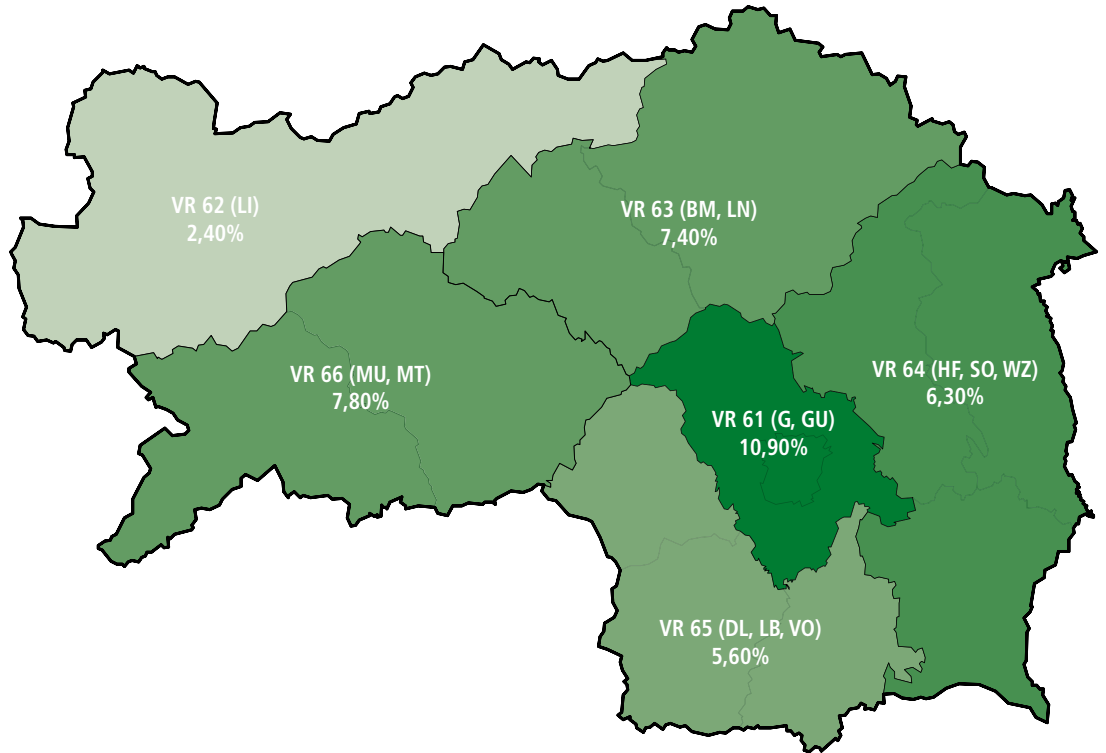 VR 62 (LI)
2,40%
VR 63 (BM, LN)
7,40%
VR 66 (MU, MT)
7,80%
VR 64 (HF, SO, WZ)
6,30%
VR 61 (G, GU)
10,90%
VR 65 (DL, LB, VO)
5,60%